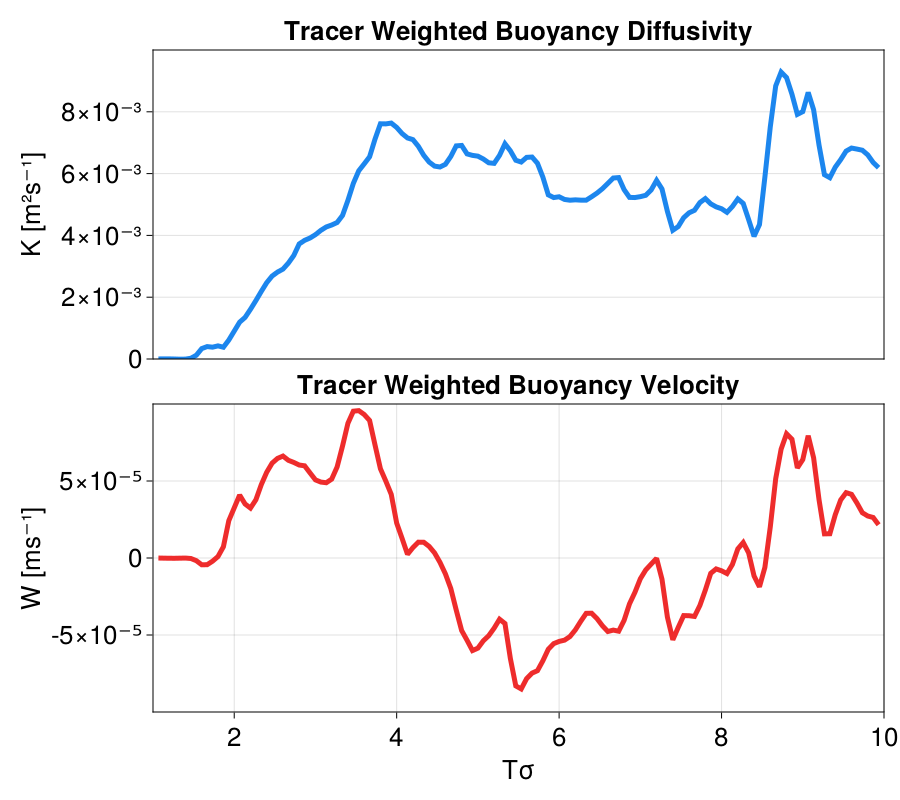 Tracer Weighted Buoyancy Diffusivity
8×10⁻³
6×10⁻³
4×10⁻³
2×10⁻³
0
K [m²s⁻¹]
Tracer Weighted Buoyancy Velocity
5×10⁻⁵
0
-5×10⁻⁵
W [ms⁻¹]
2 4 6 8 10
Tσ